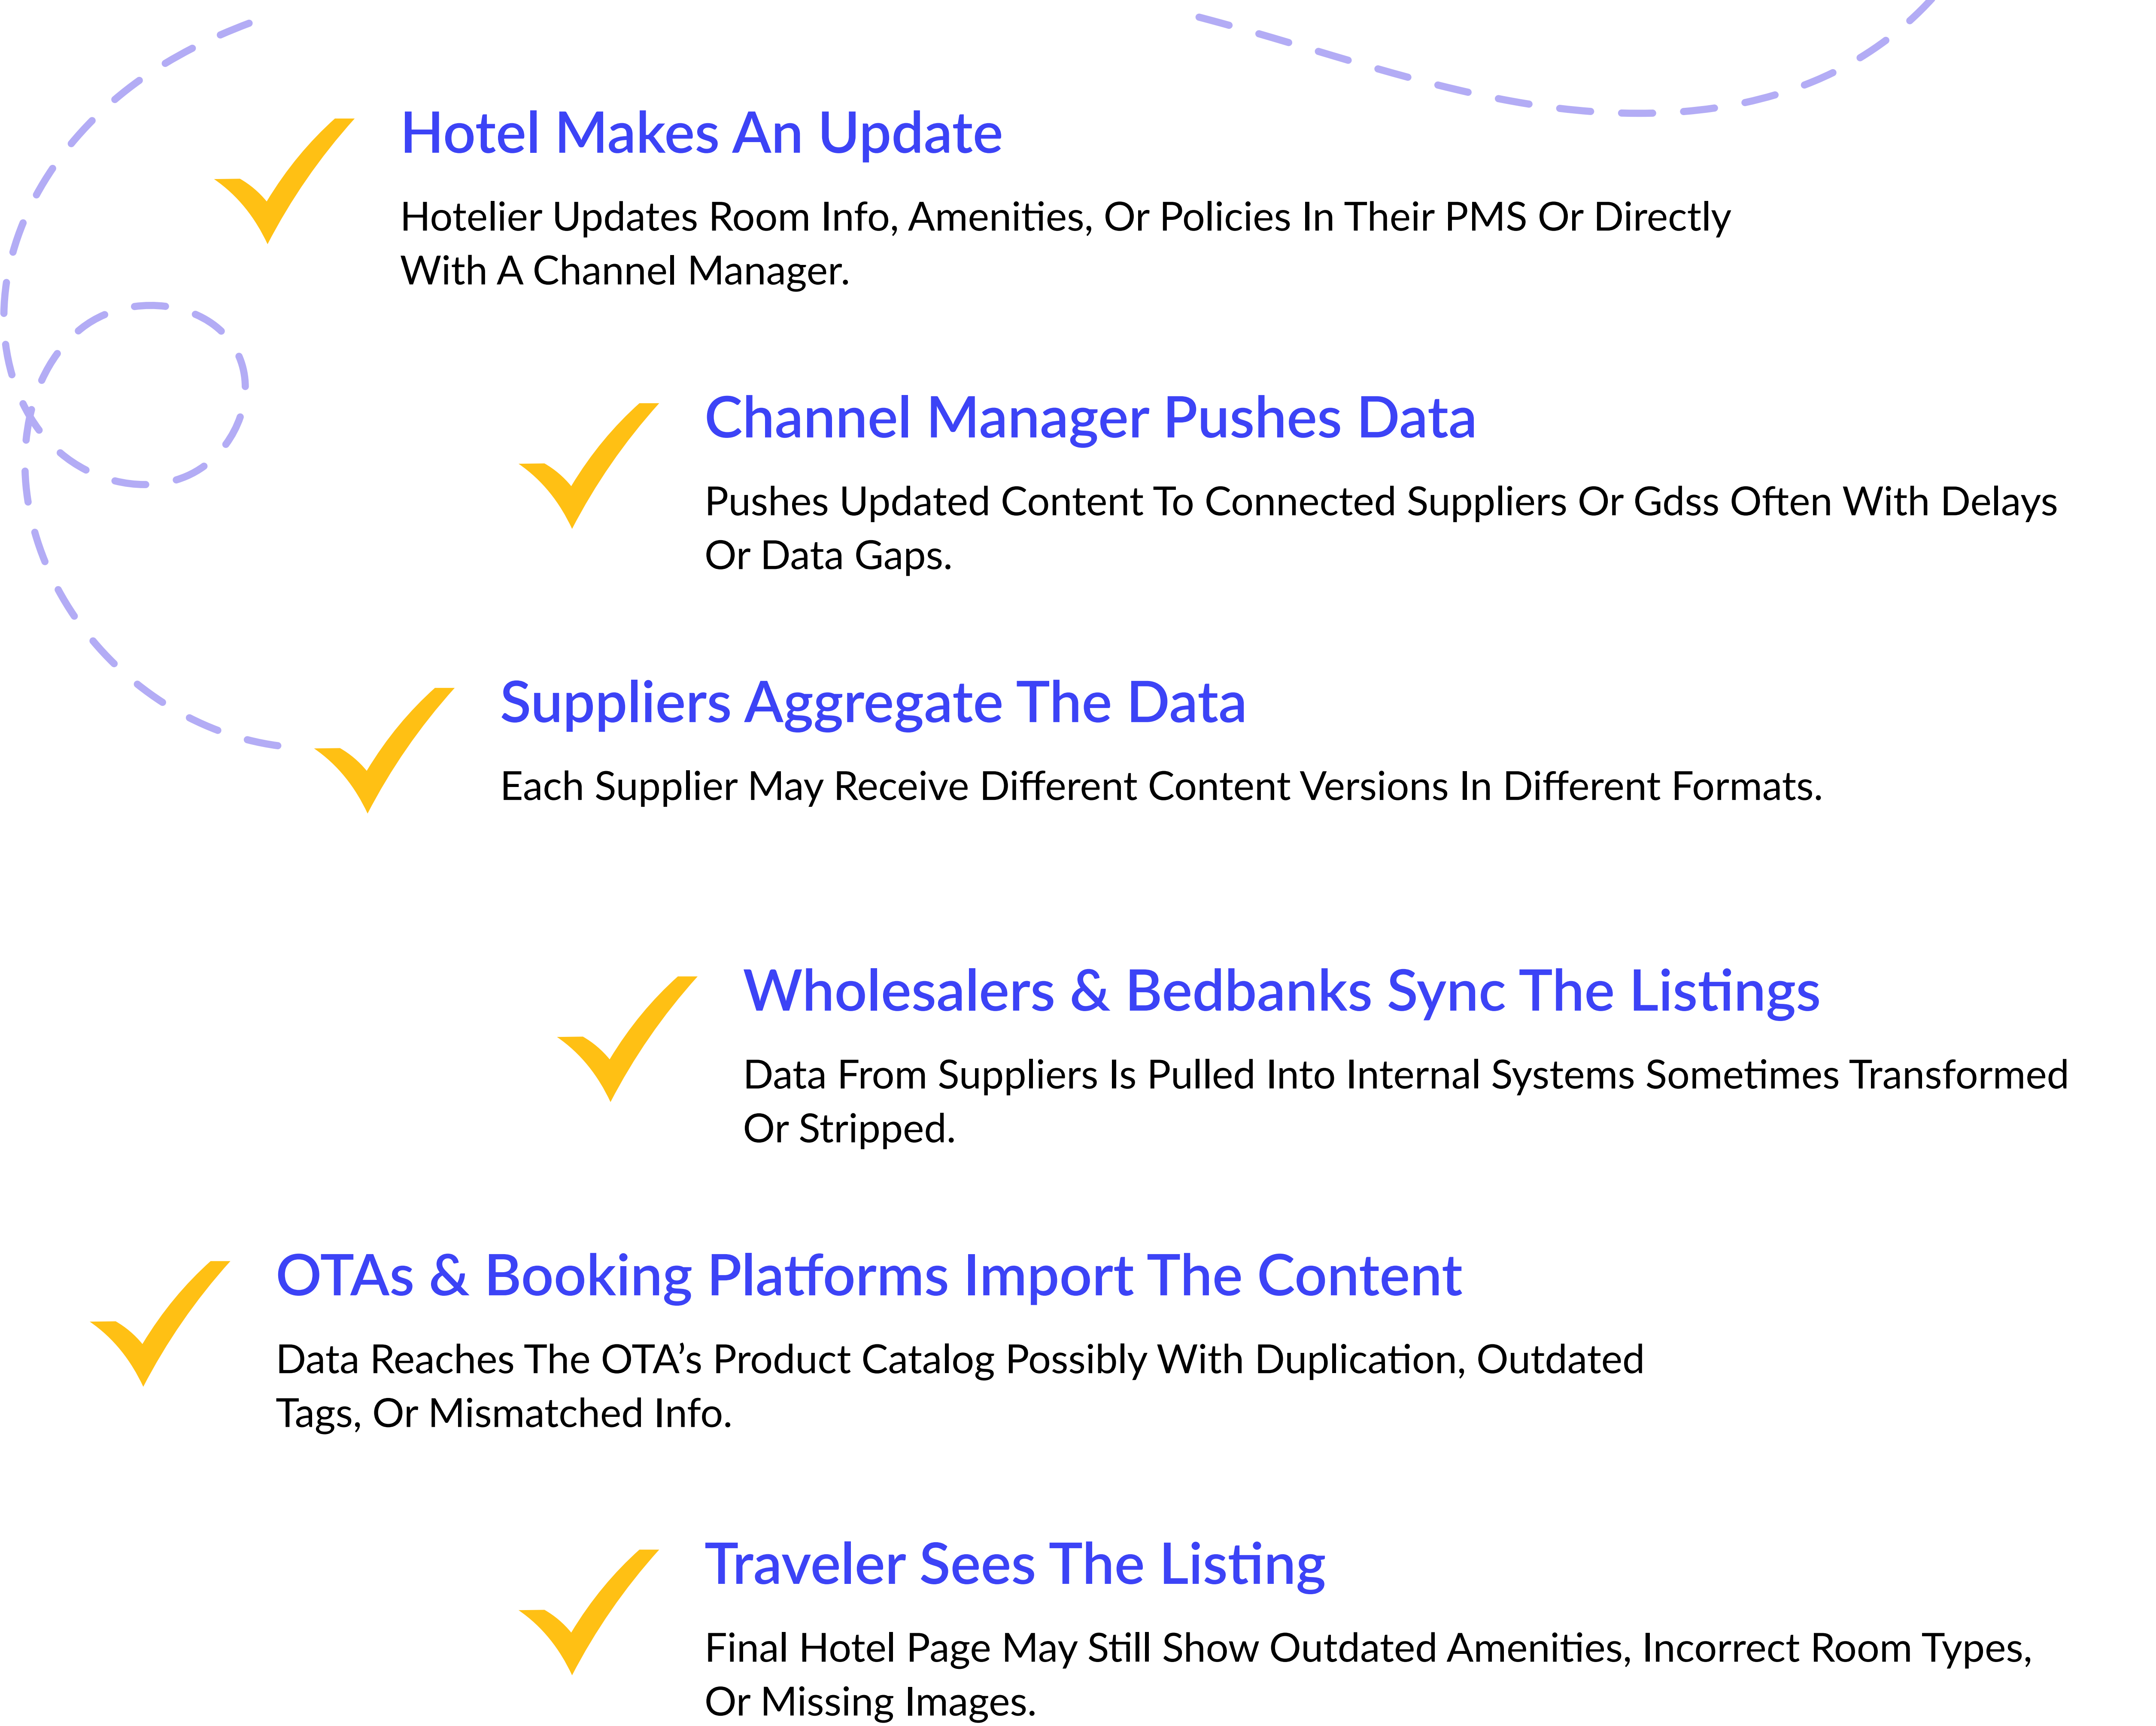 Hotel Makes An Update
Hotelier Updates Room Info, Amenities, Or Policies In Their PMS Or Directly
With A Channel Manager.
Channel Manager Pushes Data
Pushes Updated Content To Connected Suppliers Or Gdss Often With Delays
Or Data Gaps.
Suppliers Aggregate The Data
Each Supplier May Receive Different Content Versions In Different Formats.
Wholesalers & Bedbanks Sync The Listings
Data From Suppliers Is Pulled Into Internal Systems Sometimes Transformed
Or Stripped.
OTAs & Booking Platforms Import The Content
Data Reaches The OTA's Product Catalog Possibly With Duplication, Outdated
Tags, Or Mismatched Info.
Traveler Sees The Listing
Final Hotel Page May Still Show Outdated Amenities, Incorrect Room Types,
Or Missing Images.